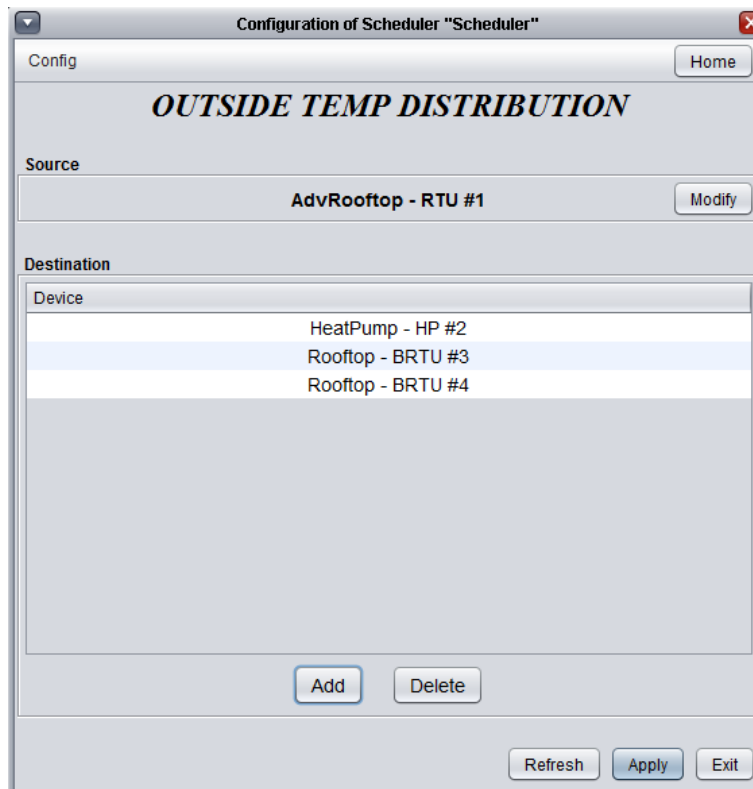 Configuration of Scheduler "Scheduler"
Config Home
OUTSIDE TEMP DISTRIBUTION
Source
AdvRooftop - RTU #1 Modify
Destination
Device
HeatPump - HP #2
Rooftop - BRTU #3
Rooftop - BRTU #4
Add Delete
Refresh Apply Exit